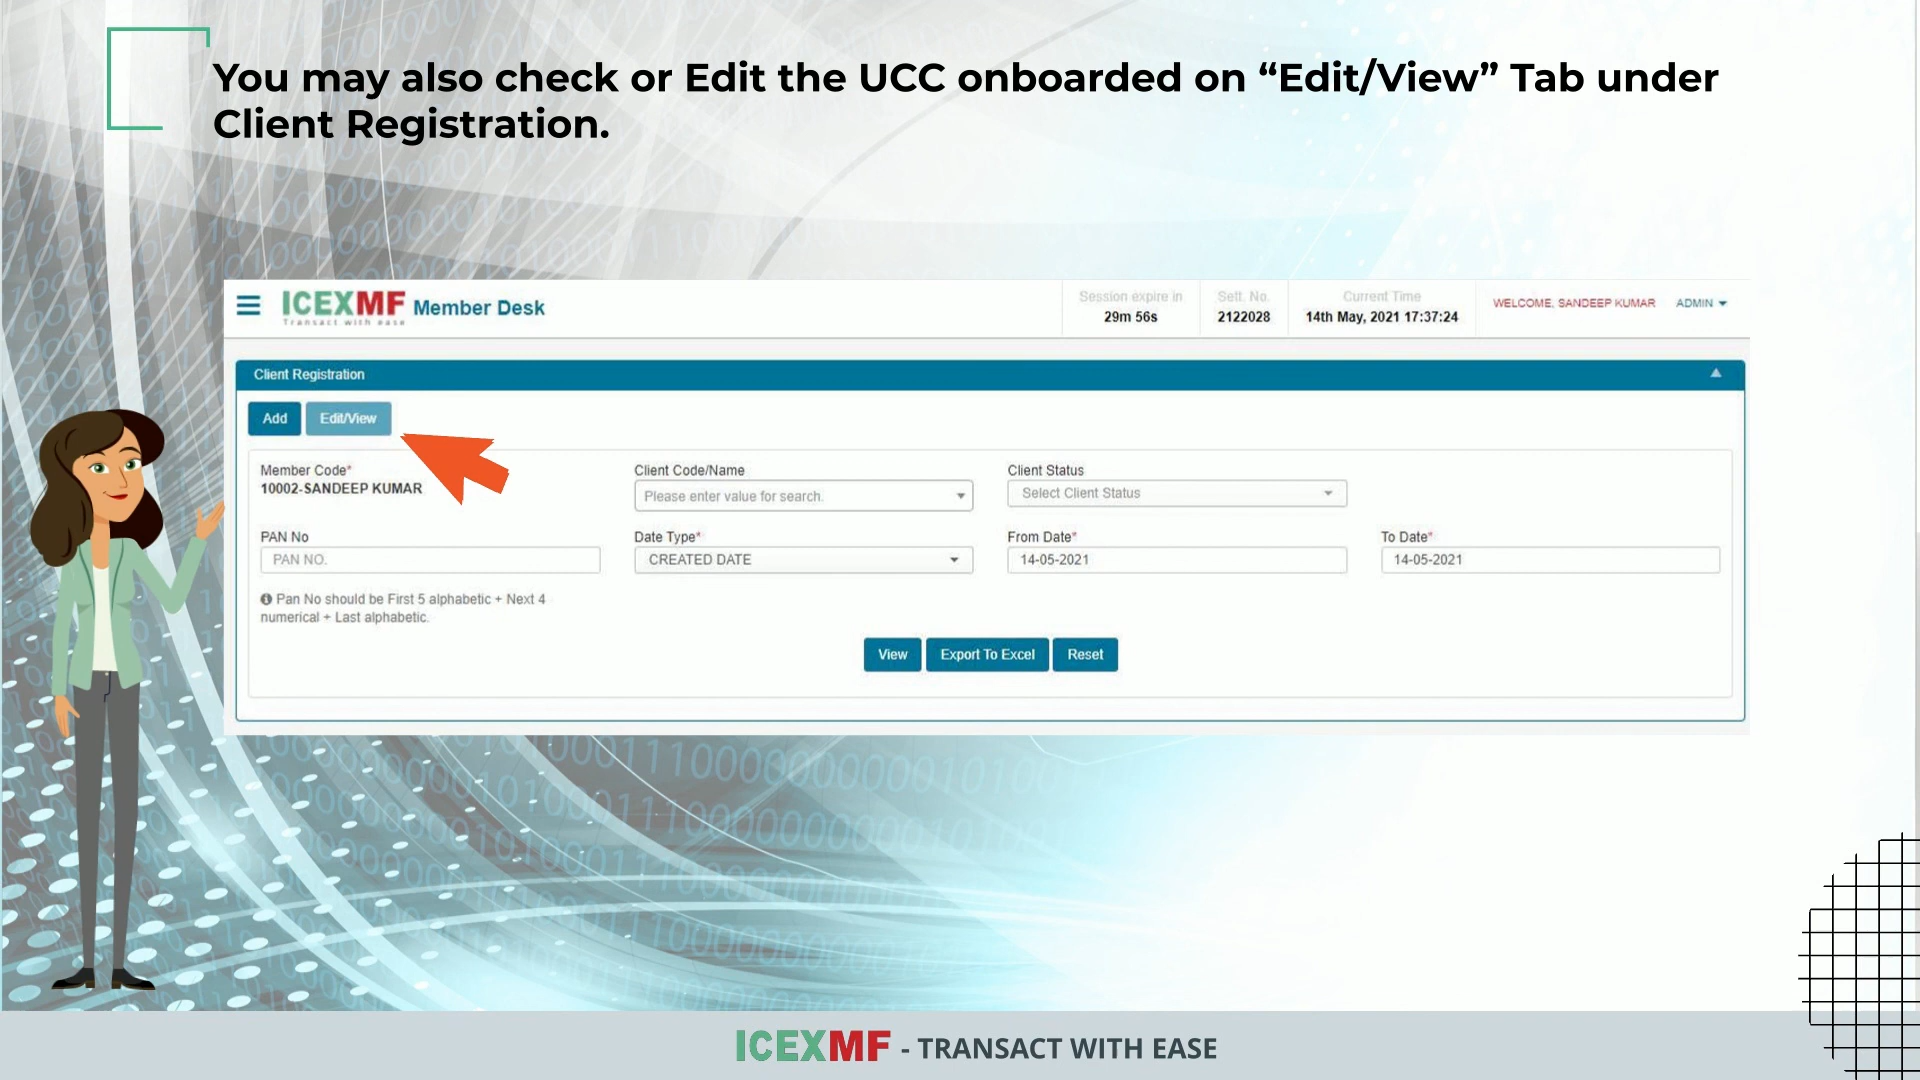 You may also check or Edit the UCC onboarded on “Edit/View” Tab under
Client Registration.
ICEXMF Member Desk
Transact with ease
Session expire in
29m 56s
Sett. No.
2122028
Current Time
14th May, 2021 17:37:24
WELCOME, SANDEEP KUMAR
ADMIN
Client Registration
Add
Edit/View
Member Code*
10002-SANDEEP KUMAR
Client Code/Name
Please enter value for search.
Client Status
Select Client Status
PAN No
PAN NO.
Date Type*
CREATED DATE
From Date*
14-05-2021
To Date*
14-05-2021
Pan No should be First 5 alphabetic + Next 4
numerical + Last alphabetic.
View
Export To Excel
Reset
ICEXMF - TRANSACT WITH EASE